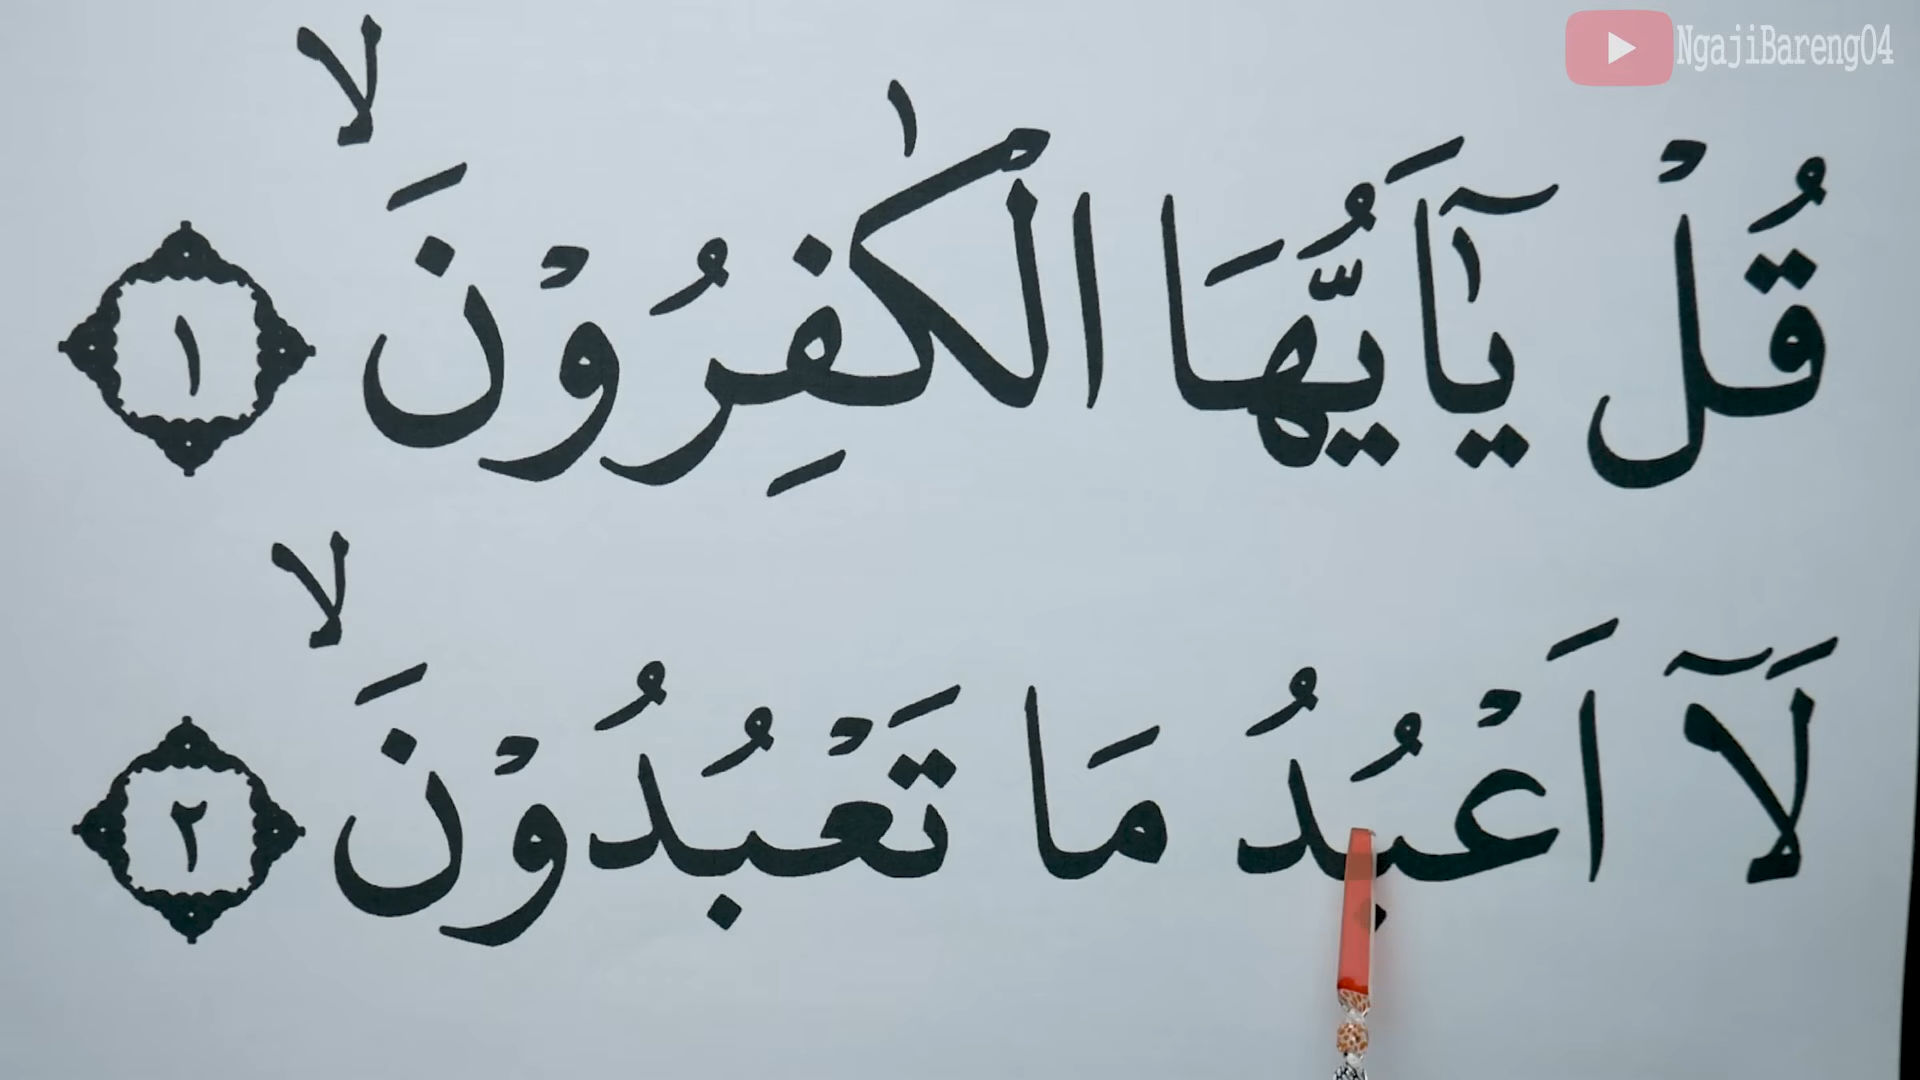 NgajiBareng04
قُلْ يٰٓاَيُّهَا الْكٰفِرُوْنَ ۙ ١
لَآ اَعْبُدُ مَا تَعْبُدُوْنَ ۙ ٢